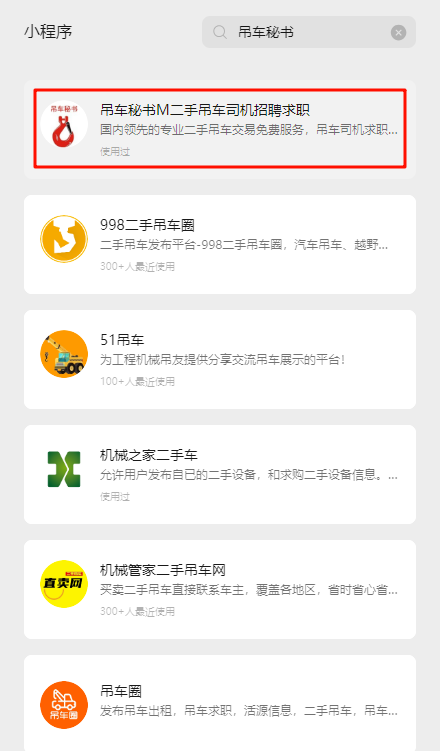 小程序
吊车秘书
吊车秘书
吊车秘书M二手吊车司机招聘求职
国内领先的专业二手吊车交易免费服务，吊车司机求职...
使用过
998二手吊车圈
二手吊车发布平台-998二手吊车圈，汽车吊车、越野...
300+人最近使用
51吊车
为工程机械吊友提供分享交流吊车展示的平台！
100+人最近使用
机械之家二手车
允许用户发布自已的二手设备，和求购二手设备信息。...
使用过
直卖网
机械管家二手吊车网
买卖二手吊车直接联系车主，覆盖各地区，省时省心省...
300+人最近使用
吊车圈
吊车圈
发布吊车出租，吊车求职，活源信息，二手吊车，吊车...